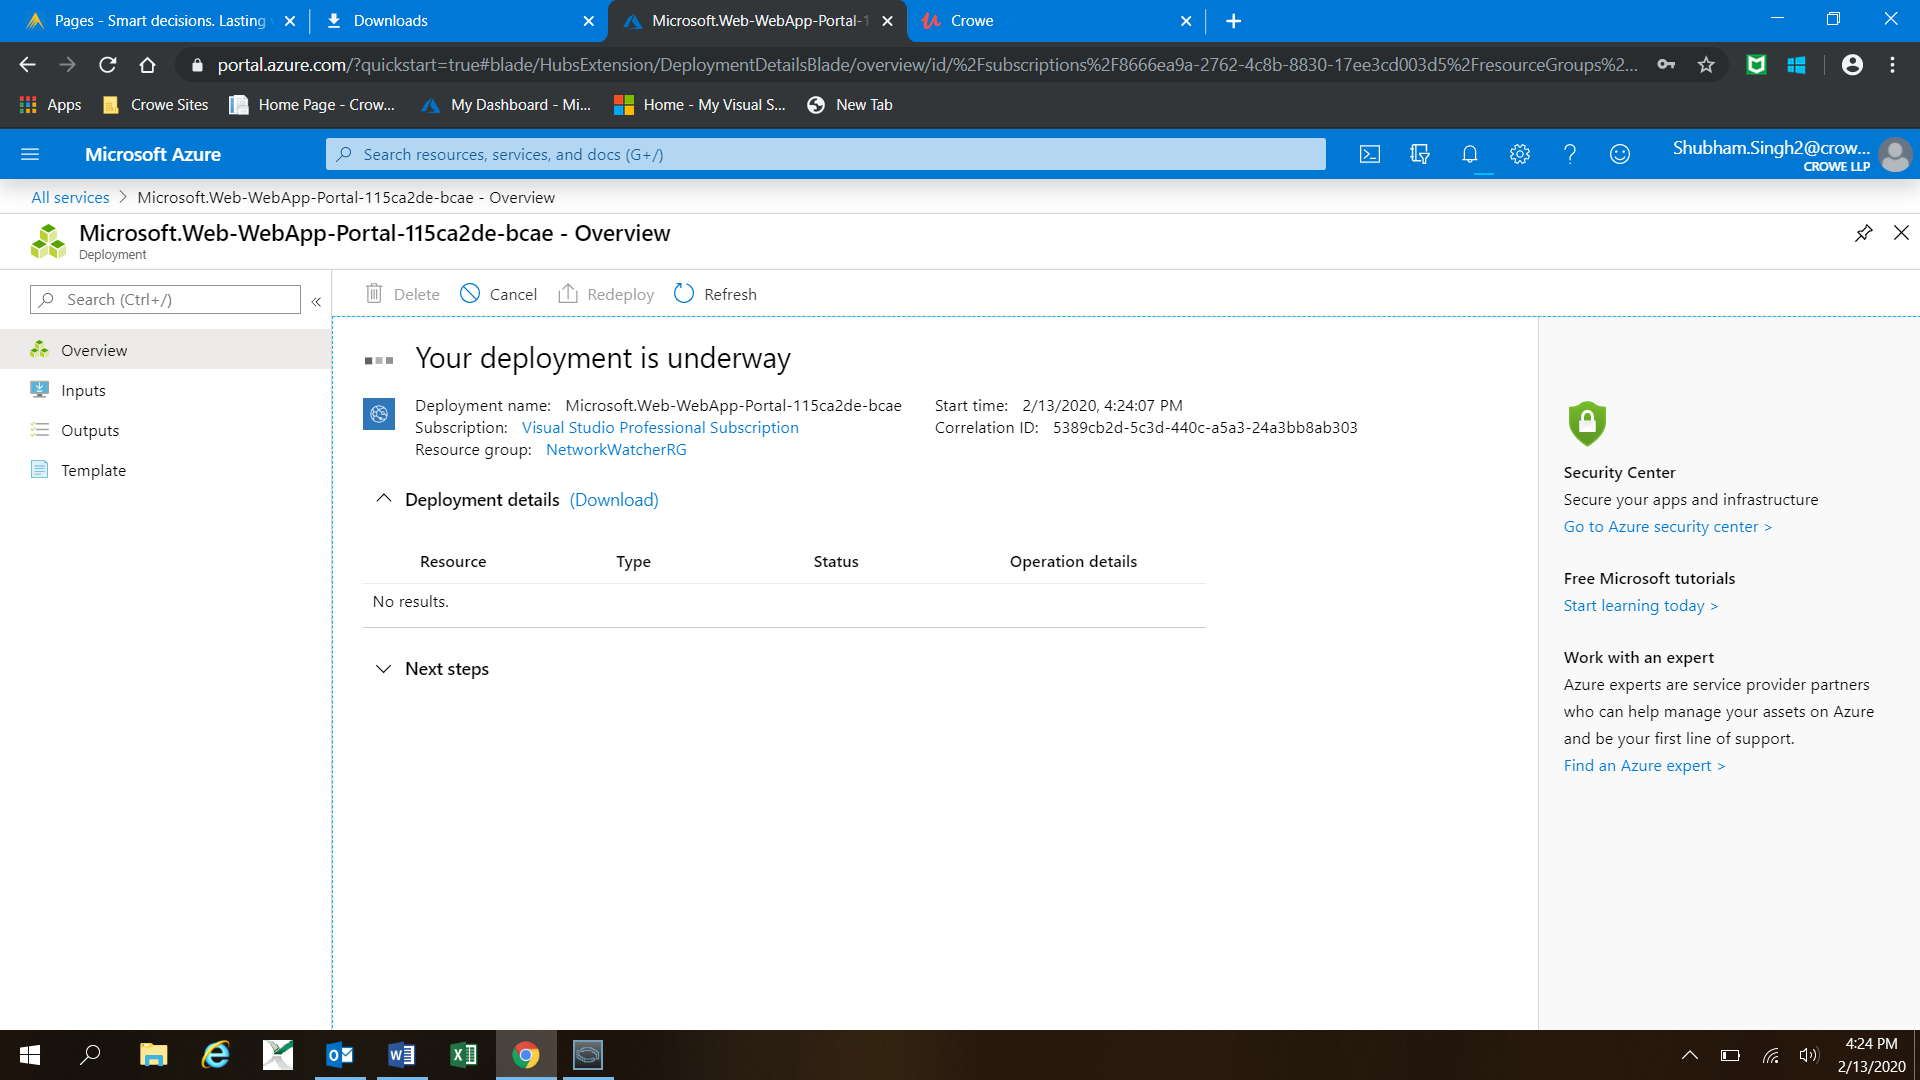 Pages - Smart decisions. Lasting
Downloads
Microsoft.Web-WebApp-Portal-1
Crowe
portal.azure.com/?quickstart=true#blade/HubsExtension/DeploymentDetailsBlade/overview/id/%2Fsubscriptions%2F8666ea9a-2762-4c8b-8830-17ee3cd003d5%2FresourceGroups%2...
Apps
Crowe Sites
Home Page - Crow...
My Dashboard - Mi...
Home - My Visual S...
New Tab
Microsoft Azure
Search resources, services, and docs (G+/)
Shubham.Singh2@crow...
CROWE LLP
All services > Microsoft.Web-WebApp-Portal-115ca2de-bcae - Overview
Microsoft.Web-WebApp-Portal-115ca2de-bcae - Overview
Deployment
Search (Ctrl+/)
«
Overview
Inputs
Outputs
Template
Delete
Cancel
Redeploy
Refresh
Your deployment is underway
Deployment name: Microsoft.Web-WebApp-Portal-115ca2de-bcae
Subscription: Visual Studio Professional Subscription
Resource group: NetworkWatcherRG
Start time: 2/13/2020, 4:24:07 PM
Correlation ID: 5389cb2d-5c3d-440c-a5a3-24a3bb8ab303
Deployment details (Download)
Resource Type Status Operation details
No results.
Next steps
Security Center
Secure your apps and infrastructure
Go to Azure security center >
Free Microsoft tutorials
Start learning today >
Work with an expert
Azure experts are service provider partners
who can help manage your assets on Azure
and be your first line of support.
Find an Azure expert >
4:24 PM
2/13/2020